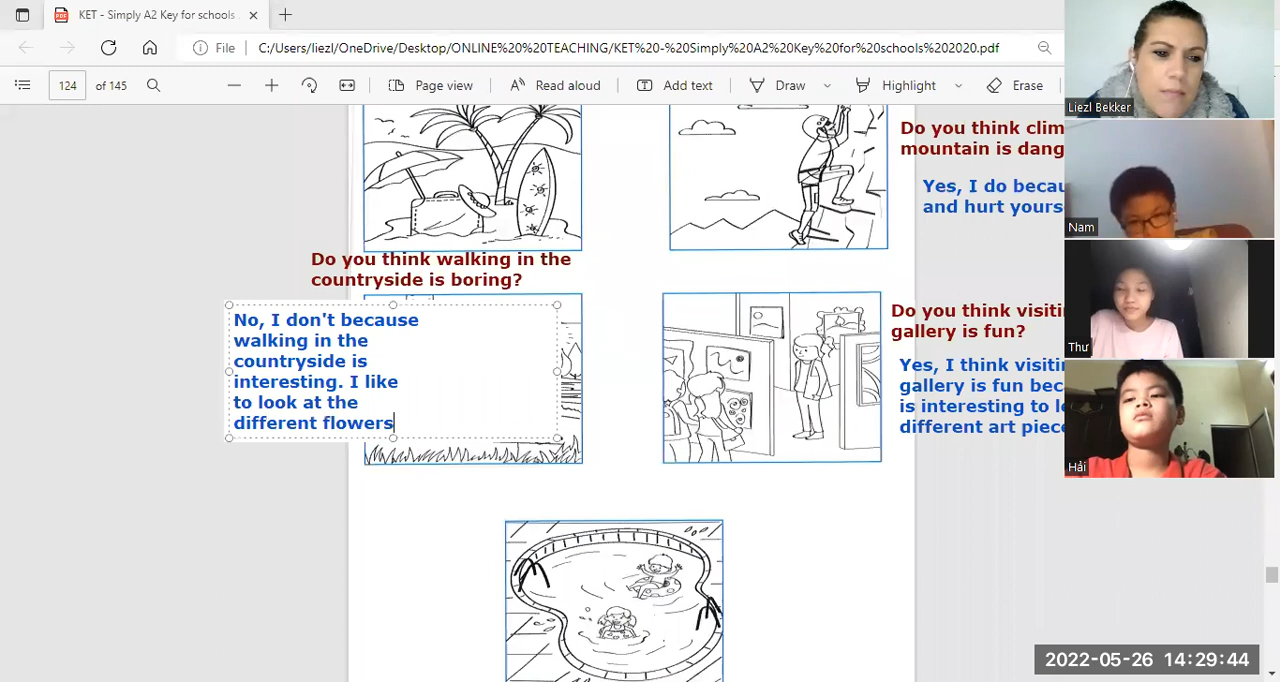 KET - Simply A2 Key for schools
File
C:/Users/liezl/OneDrive/Desktop/ONLINE%20%20TEACHING/KET%20-%20Simply%20A2%20Key%20for%20schools%202020.pdf
124 of 145
Page view
Read aloud
Add text
Draw
Highlight
Erase
Liezl Bekker
Nam
Thư
Hải
Do you think clim
mountain is dang
Yes, I do becau
and hurt yours
Do you think walking in the
countryside is boring?
No, I don't because
walking in the
countryside is
interesting. I like
to look at the
different flowers
Do you think visiti
gallery is fun?
Yes, I think visiti
gallery is fun bec
is interesting to le
different art piece
2022-05-26 14:29:44